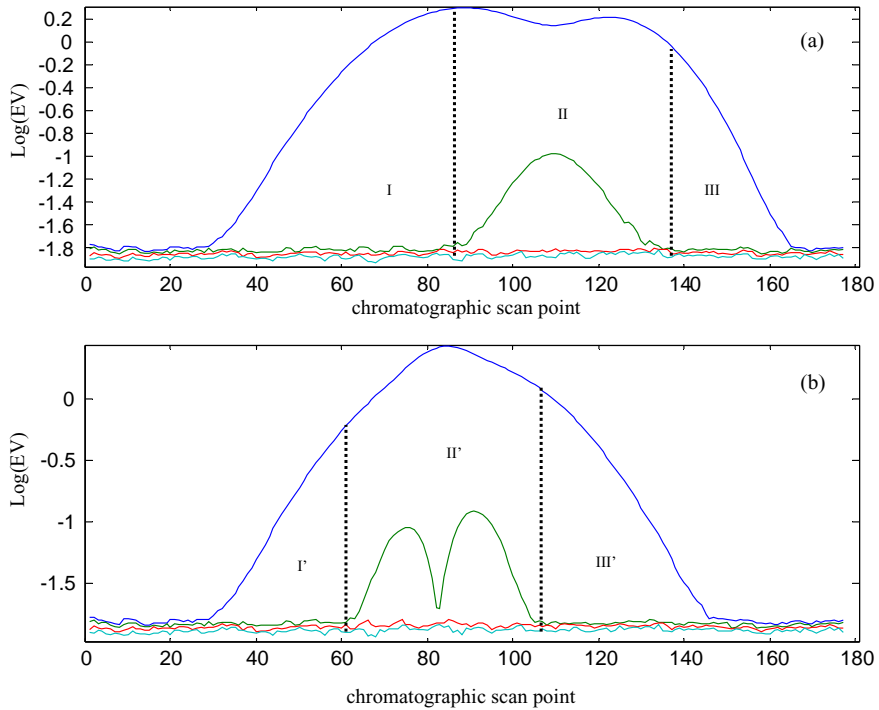 0.2
0
-0.2
-0.4
-0.6
-0.8
-1
-1.2
-1.4
-1.6
-1.8
Log(EV)
(a)
I
II
III
0 20 40 60 80 100 120 140 160 180
chromatographic scan point
0
-0.5
-1
-1.5
Log(EV)
(b)
I’
II’
III’
0 20 40 60 80 100 120 140 160 180
chromatographic scan point